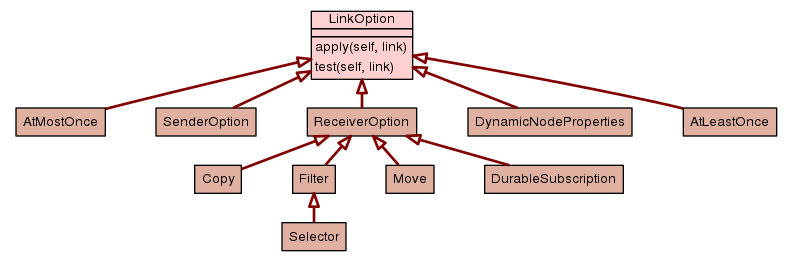 LinkOption
apply(self, link)
test(self, link)
AtMostOnce
SenderOption
ReceiverOption
DynamicNodeProperties
AtLeastOnce
Copy
Filter
Move
DurableSubscription
Selector